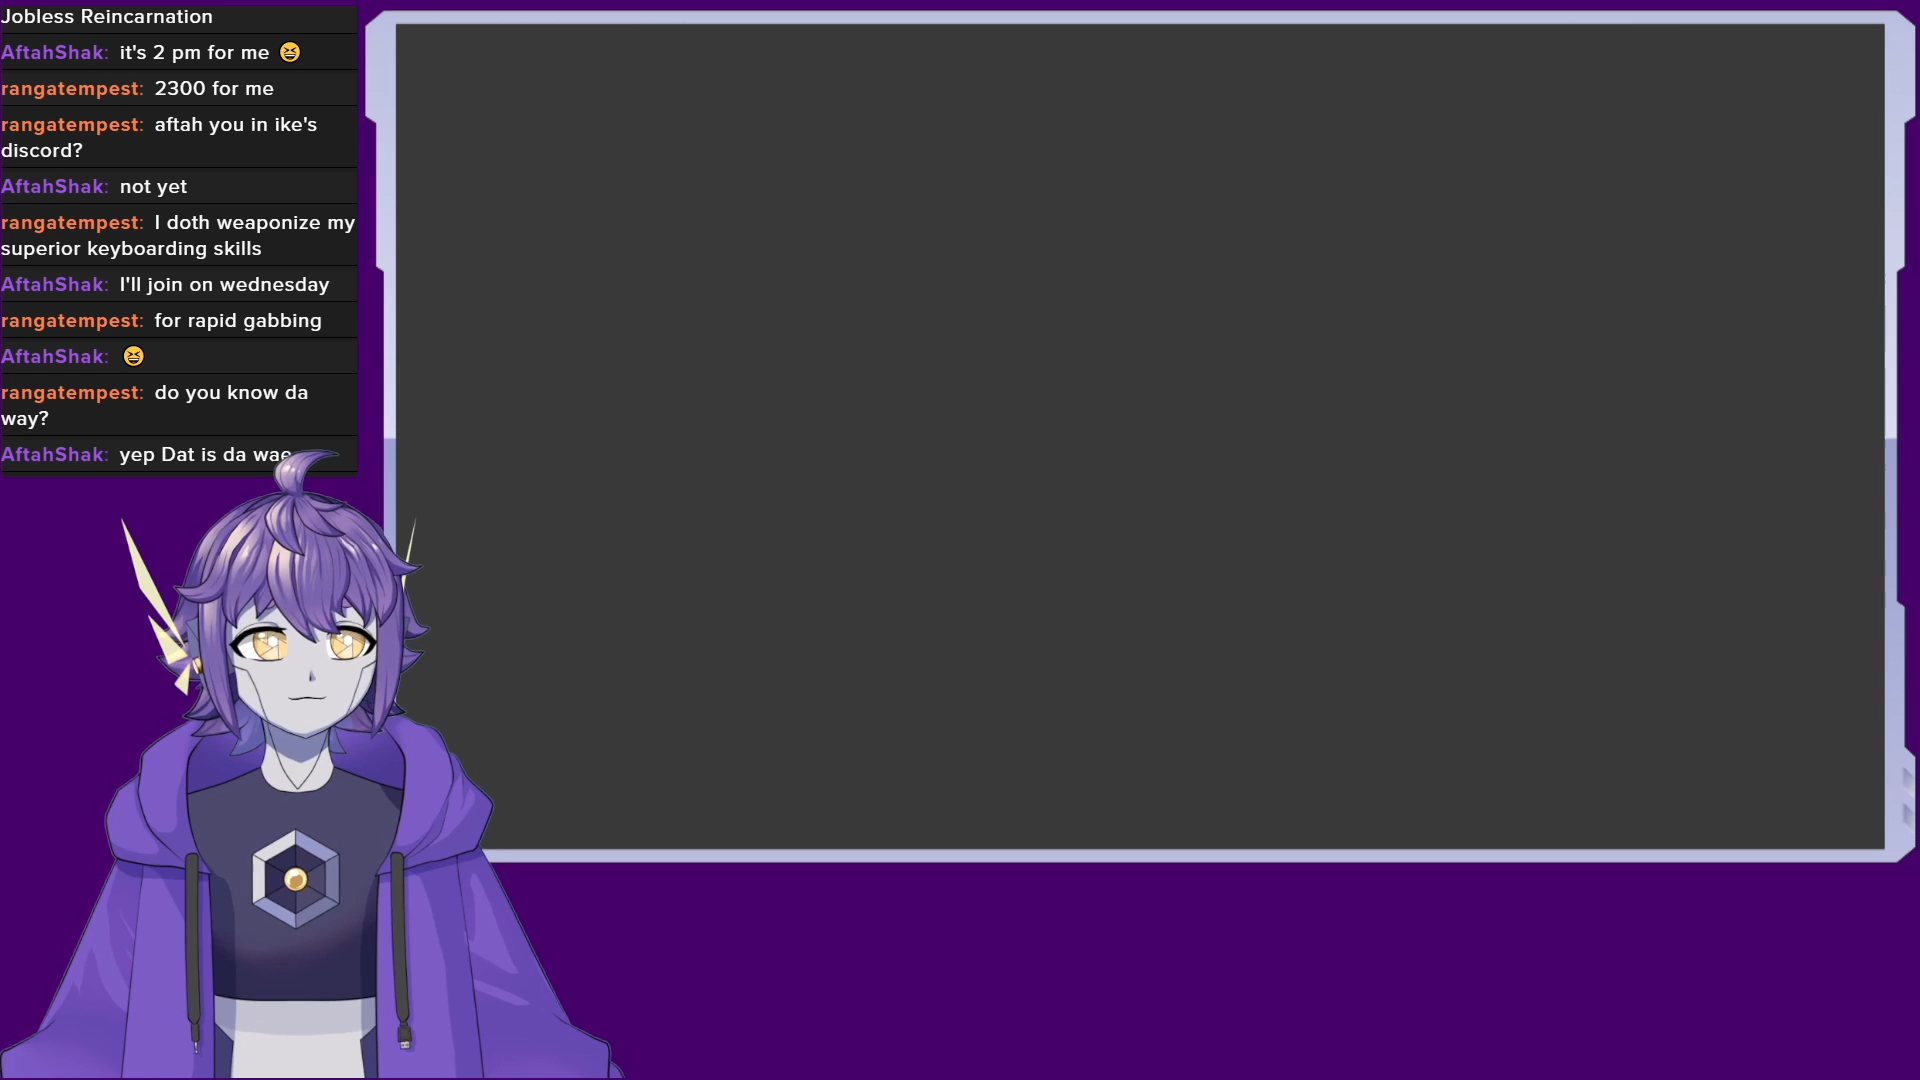 Jobless Reincarnation
AftahShak: it's 2 pm for me 😆
rangatempest: 2300 for me
rangatempest: aftah you in ike's
discord?
AftahShak: not yet
rangatempest: I doth weaponize my
superior keyboarding skills
AftahShak: I'll join on wednesday
rangatempest: for rapid gabbing
AftahShak: 😆
rangatempest: do you know da
way?
AftahShak: yep Dat is da wae